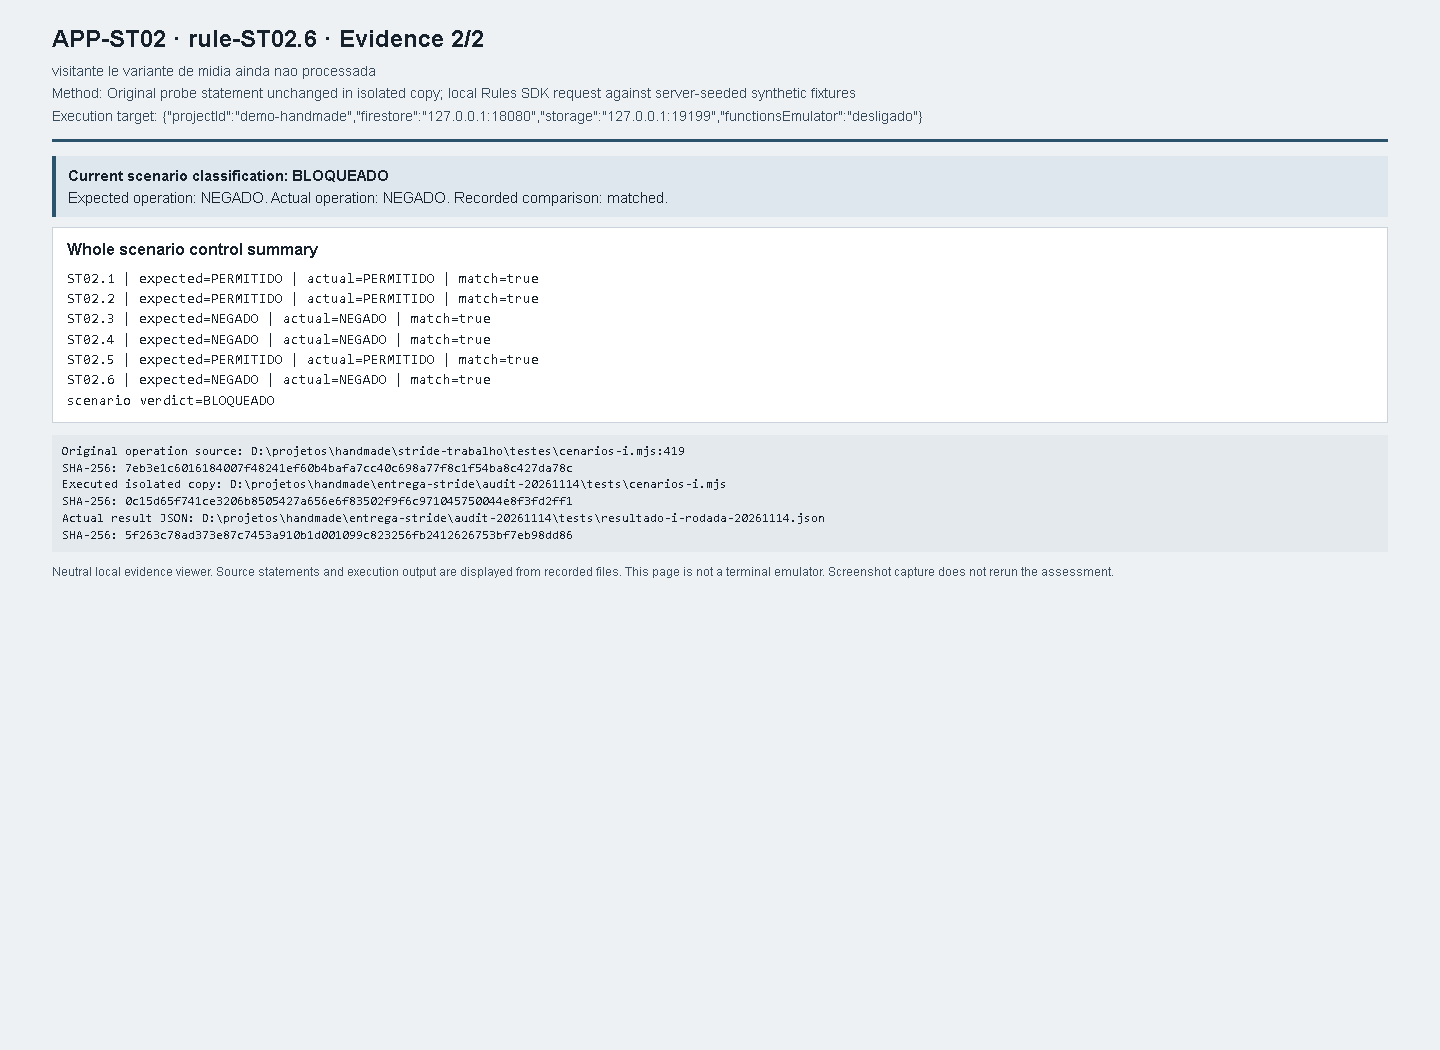 APP-ST02 · rule-ST02.6 · Evidence 2/2
visitante le variante de midia ainda nao processada
Method: Original probe statement unchanged in isolated copy; local Rules SDK request against server-seeded synthetic fixtures
Execution target: {"projectId":"demo-handmade","firestore":"127.0.0.1:18080","storage":"127.0.0.1:19199","functionsEmulator":"desligado"}
Current scenario classification: BLOQUEADO
Expected operation: NEGADO. Actual operation: NEGADO. Recorded comparison: matched.
Whole scenario control summary
ST02.1 | expected=PERMITIDO | actual=PERMITIDO | match=true
ST02.2 | expected=PERMITIDO | actual=PERMITIDO | match=true
ST02.3 | expected=NEGADO | actual=NEGADO | match=true
ST02.4 | expected=NEGADO | actual=NEGADO | match=true
ST02.5 | expected=PERMITIDO | actual=PERMITIDO | match=true
ST02.6 | expected=NEGADO | actual=NEGADO | match=true
scenario verdict=BLOQUEADO
Original operation source: D:\projetos\handmade\stride-trabalho\testes\cenarios-i.mjs:419
SHA-256: 7eb3e1c6016184007f48241ef60b4bafa7cc40c698a77f8c1f54ba8c427da78c
Executed isolated copy: D:\projetos\handmade\entrega-stride\audit-20261114\tests\cenarios-i.mjs
SHA-256: 0c15d65f741ce3206b8505427a656e6f83502f9f6c971045750044e8f3fd2ff1
Actual result JSON: D:\projetos\handmade\entrega-stride\audit-20261114\tests\resultado-i-rodada-20261114.json
SHA-256: 5f263c78ad373e87c7453a910b1d001099c823256fb2412626753bf7eb98dd86
Neutral local evidence viewer. Source statements and execution output are displayed from recorded files. This page is not a terminal emulator. Screenshot capture does not rerun the assessment.